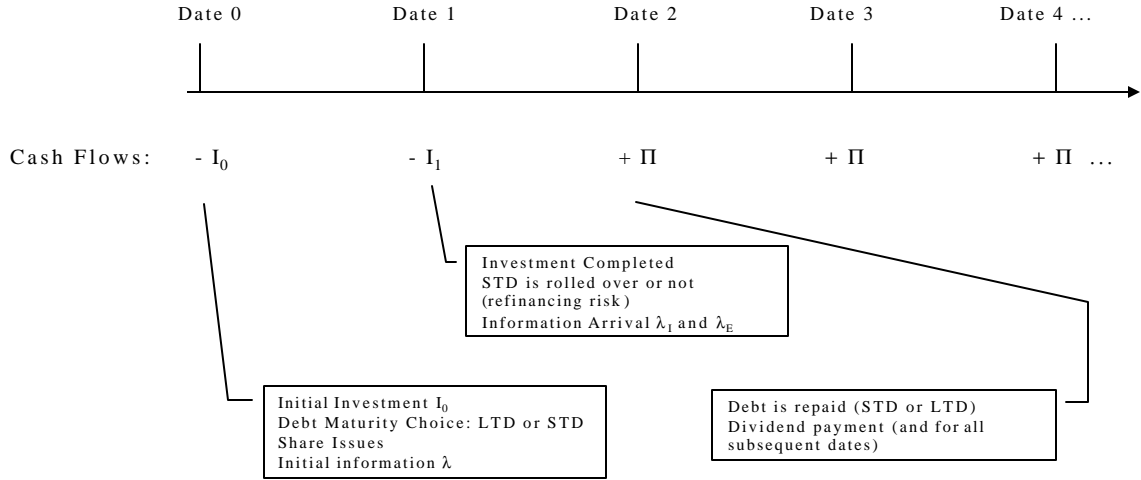 Date 0 Date 1 Date 2 Date 3 Date 4 ...
Cash Flows: - I0 - I1 + Π + Π + Π ...
Investment Completed
STD is rolled over or not
(refinancing risk)
Information Arrival λI and λE
Initial Investment I0
Debt Maturity Choice: LTD or STD
Share Issues
Initial information λ
Debt is repaid (STD or LTD)
Dividend payment (and for all
subsequent dates)